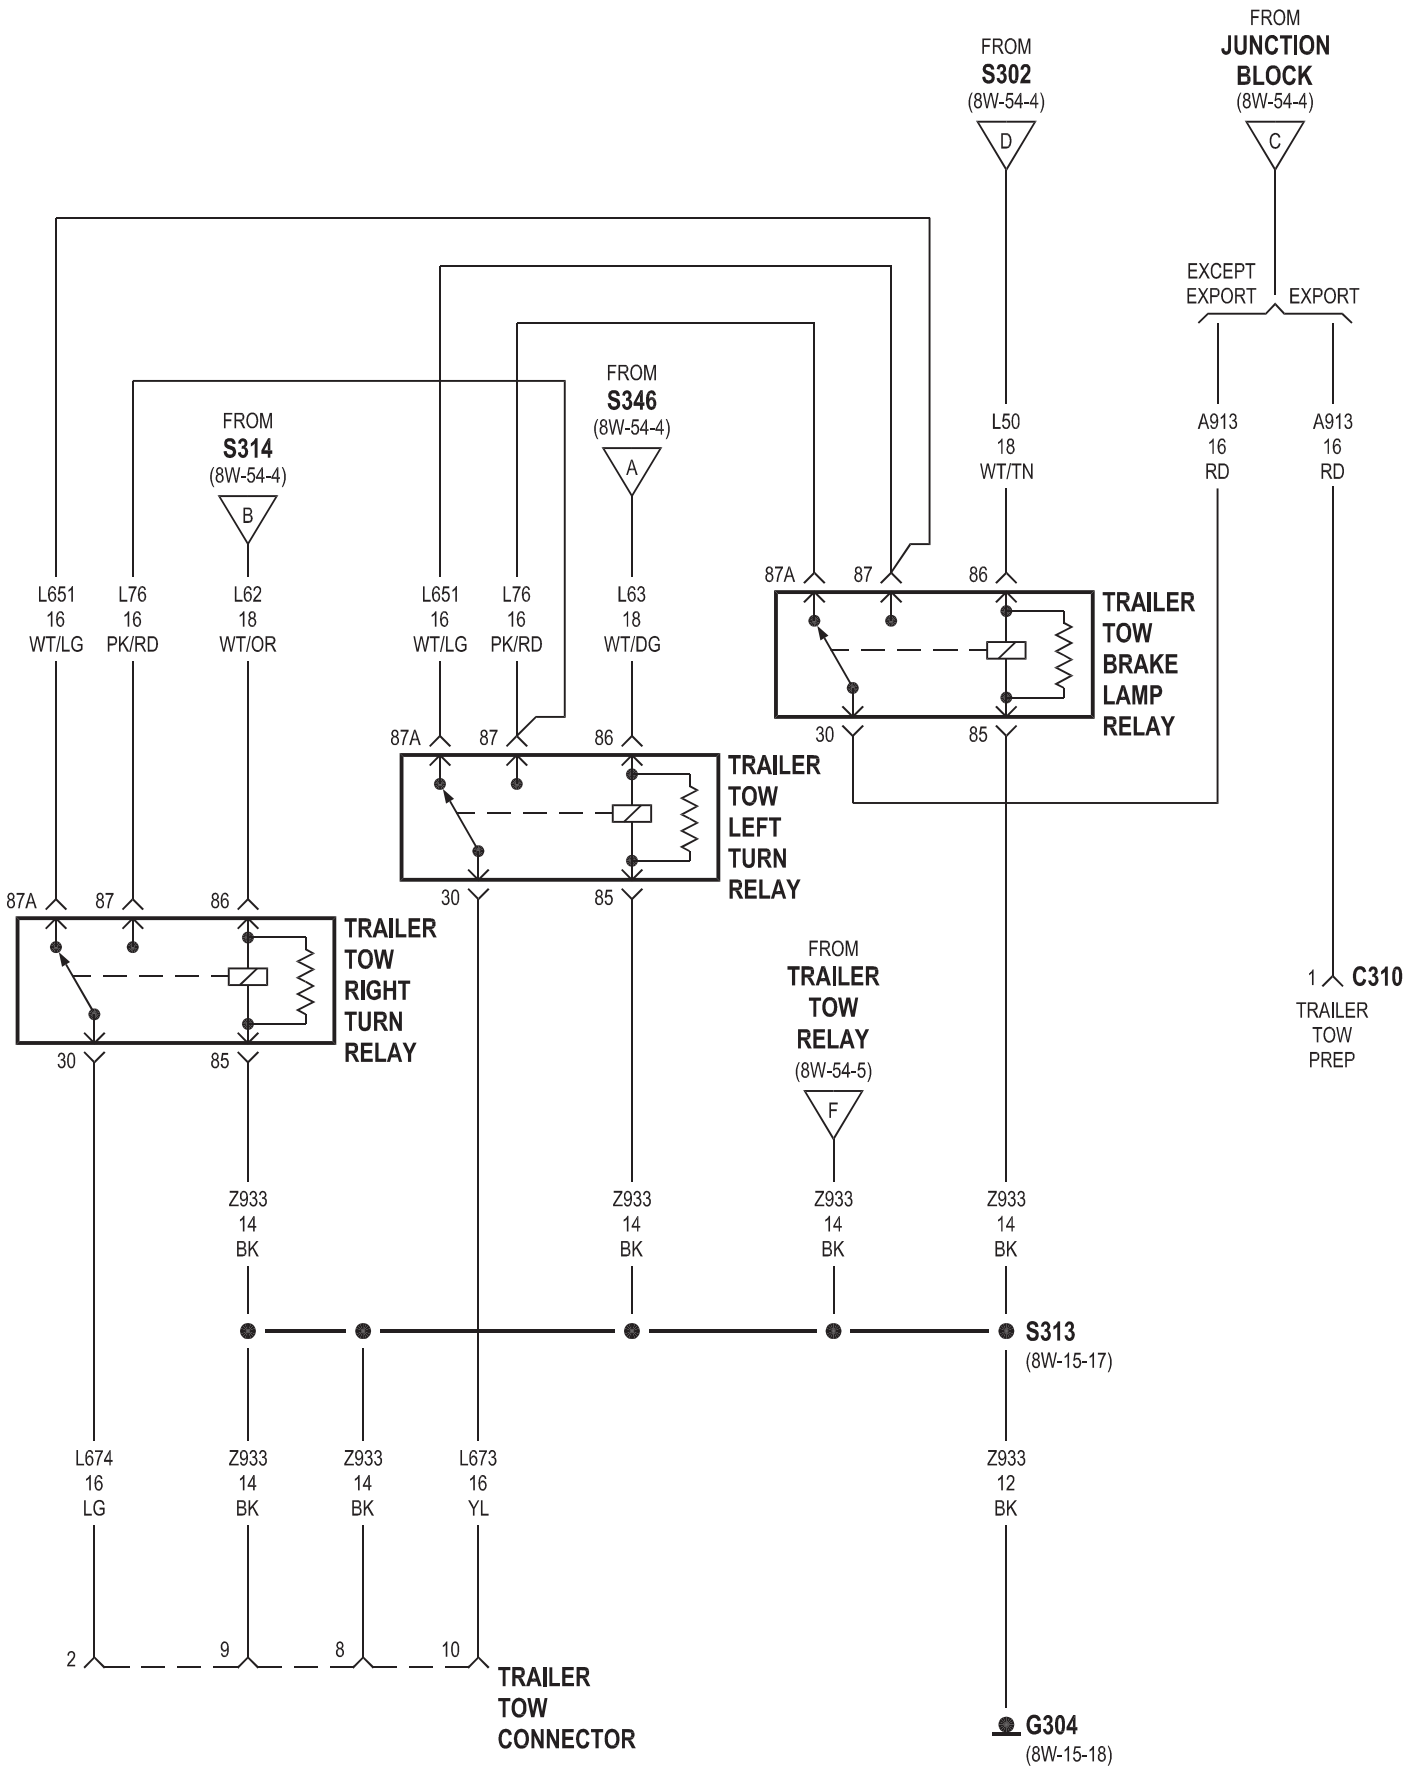 FROM
JUNCTION
BLOCK
(8W-54-4)
C
FROM
S302
(8W-54-4)
D
EXCEPT
EXPORT
EXPORT
FROM
S346
(8W-54-4)
A
FROM
S314
(8W-54-4)
B
L50
18
WT/TN
A913
16
RD
A913
16
RD
L651
16
WT/LG
L76
16
PK/RD
L62
18
WT/OR
L651
16
WT/LG
L76
16
PK/RD
L63
18
WT/DG
87A
87
86
TRAILER
TOW
BRAKE
LAMP
RELAY
30
85
87A
87
86
TRAILER
TOW
LEFT
TURN
RELAY
30
85
87A
87
86
TRAILER
TOW
RIGHT
TURN
RELAY
30
85
FROM
TRAILER
TOW
RELAY
(8W-54-5)
F
1
C310
TRAILER
TOW
PREP
Z933
14
BK
Z933
14
BK
Z933
14
BK
Z933
14
BK
S313
(8W-15-17)
L674
16
LG
Z933
14
BK
Z933
14
BK
L673
16
YL
Z933
12
BK
2
9
8
10
TRAILER
TOW
CONNECTOR
G304
(8W-15-18)